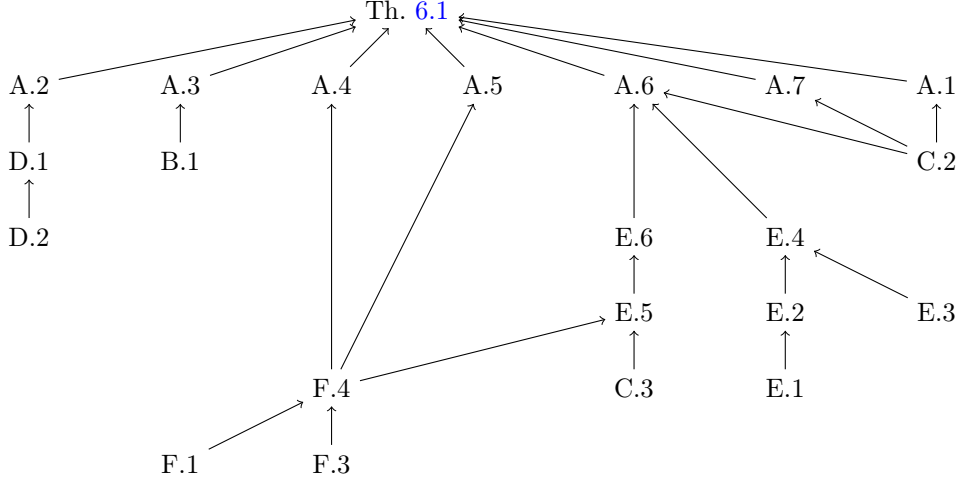 Th. 6.1
A.2 A.3 A.4 A.5 A.6 A.7 A.1
D.1 B.1 C.2
D.2 E.6 E.4
E.5 E.2 E.3
F.4 C.3 E.1
F.1 F.3